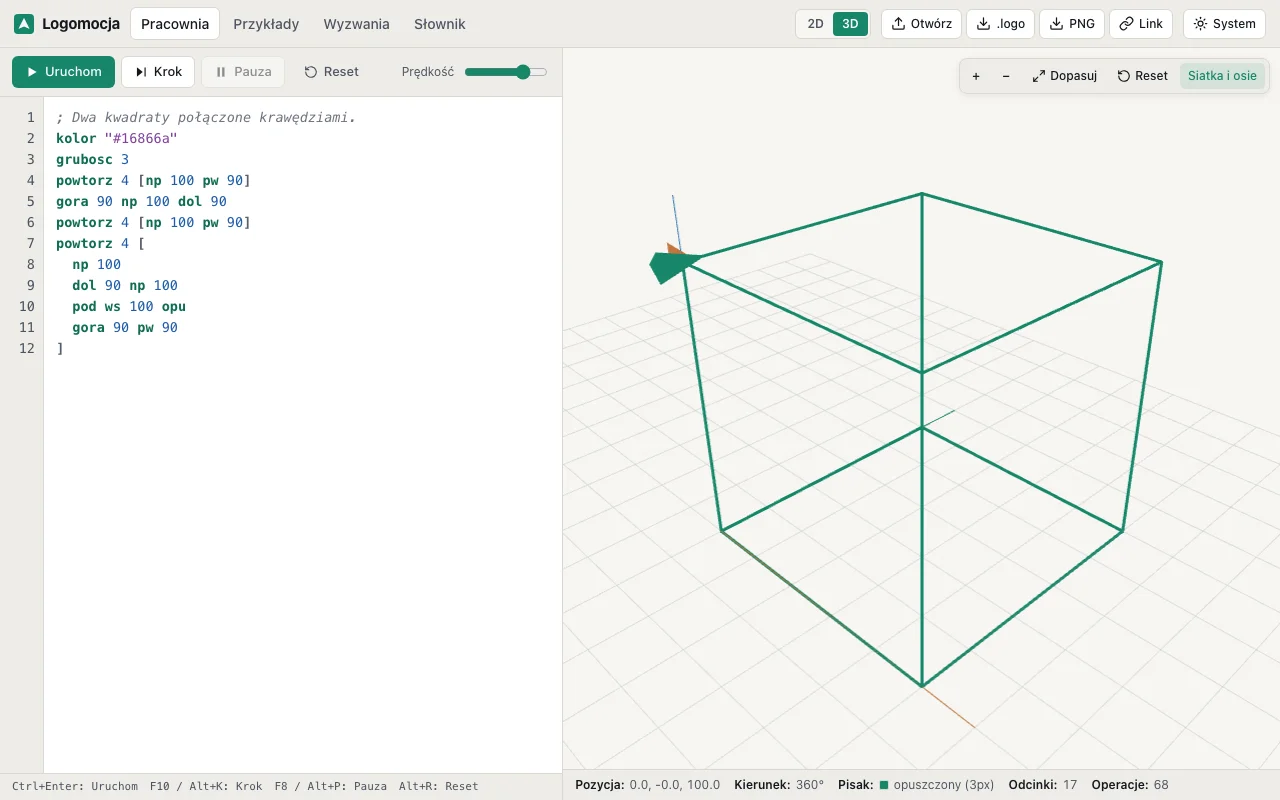 Logomocja Pracownia Przykłady Wyzwania Słownik 2D 3D Otwórz .logo PNG Link System
Uruchom Krok Pauza Reset Prędkość
+ − Dopasuj Reset Siatka i osie
1 ; Dwa kwadraty połączone krawędziami.
2 kolor "#16866a"
3 grubosc 3
4 powtorz 4 [np 100 pw 90]
5 gora 90 np 100 dol 90
6 powtorz 4 [np 100 pw 90]
7 powtorz 4 [
8 np 100
9 dol 90 np 100
10 pod ws 100 opu
11 gora 90 pw 90
12 ]
Ctrl+Enter: Uruchom F10 / Alt+K: Krok F8 / Alt+P: Pauza Alt+R: Reset
Pozycja: 0.0, -0.0, 100.0 Kierunek: 360° Pisak: opuszczony (3px) Odcinki: 17 Operacje: 68